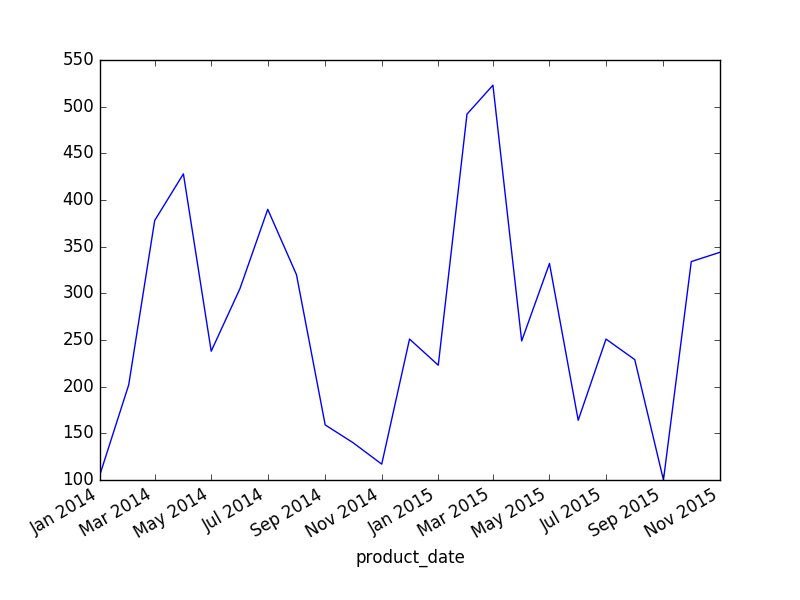 550
500
450
400
350
300
250
200
150
100
Jan 2014
Mar 2014
May 2014
Jul 2014
Sep 2014
Nov 2014
Jan 2015
Mar 2015
May 2015
Jul 2015
Sep 2015
Nov 2015
product_date